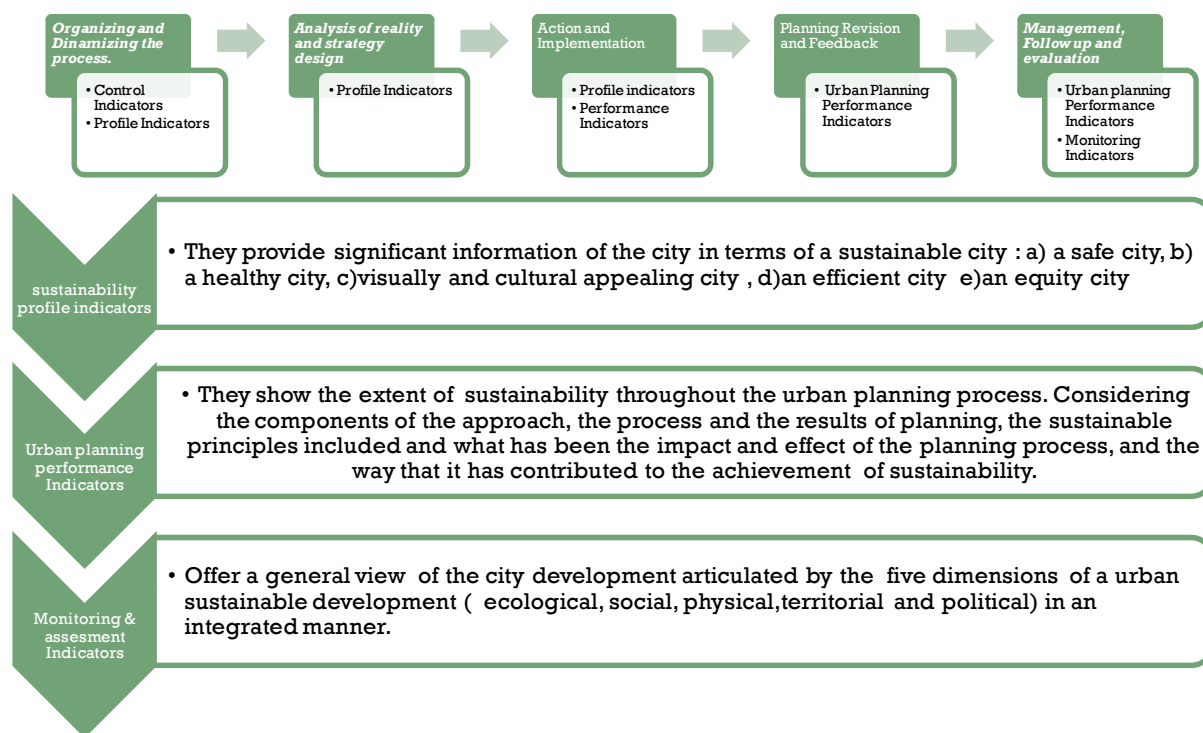 Organizing and
Dinamizing the
process.
• Control
Indicators
• Profile Indicators
Analysis of reality
and strategy
design
• Profile Indicators
Action and
Implementation
• Profile indicators
• Performance
Indicators
Planning Revision
and Feedback
• Urban Planning
Performance
Indicators
Management,
Follow up and
evaluation
• Urban planning
Performance
Indicators
• Monitoring
Indicators
sustainability
profile indicators
• They provide significant information of the city in terms of a sustainable city : a) a safe city, b)
a healthy city, c)visually and cultural appealing city , d)an efficient city e)an equity city
Urban planning
performance
Indicators
• They show the extent of sustainability throughout the urban planning process. Considering
the components of the approach, the process and the results of planning, the sustainable
principles included and what has been the impact and effect of the planning process, and the
way that it has contributed to the achievement of sustainability.
Monitoring &
assesment
Indicators
• Offer a general view of the city development articulated by the five dimensions of a urban
sustainable development ( ecological, social, physical,territorial and political) in an
integrated manner.